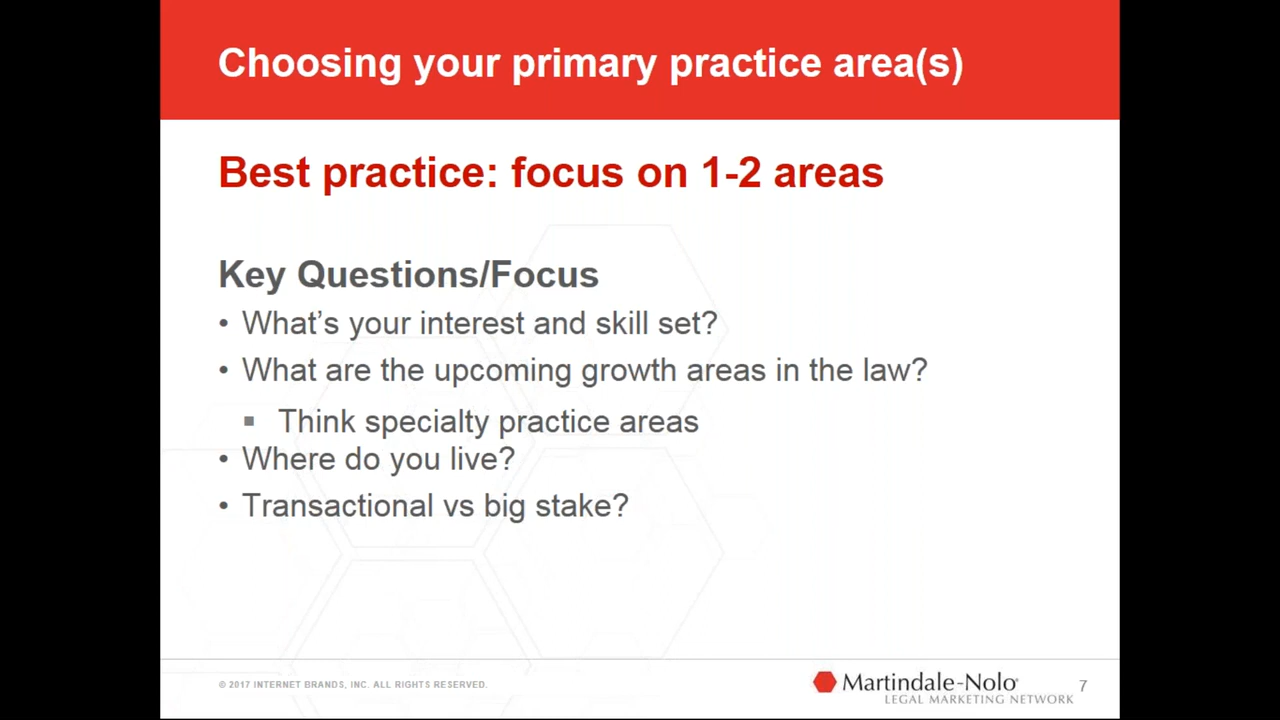 Choosing your primary practice area(s)
Best practice: focus on 1-2 areas
Key Questions/Focus
• What’s your interest and skill set?
• What are the upcoming growth areas in the law?
▪ Think specialty practice areas
• Where do you live?
• Transactional vs big stake?
© 2017 INTERNET BRANDS, INC. ALL RIGHTS RESERVED.
Martindale-Nolo®
LEGAL MARKETING NETWORK
7